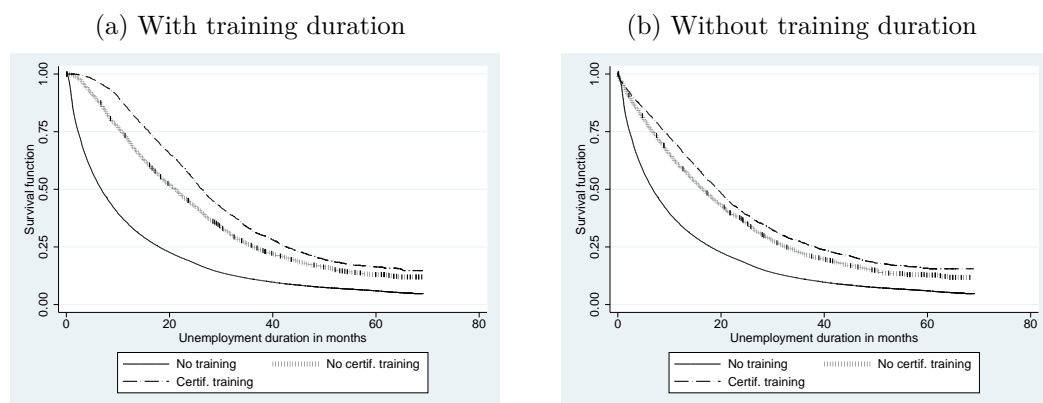 (a) With training duration
Survival function
1.00
0.75
0.50
0.25
0.00
0 20 40 60 80
Unemployment duration in months
No training No certif. training
Certif. training
(b) Without training duration
Survival function
1.00
0.75
0.50
0.25
0.00
0 20 40 60 80
Unemployment duration in months
No training No certif. training
Certif. training